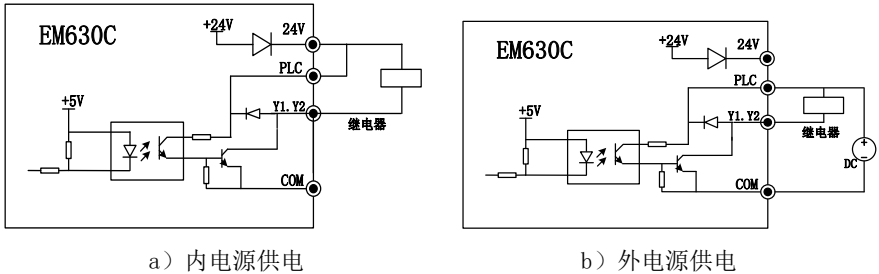 EM630C
+24V
24V
PLC
+5V
Y1.Y2
继电器
COM
a）内电源供电
EM630C
+24V
24V
PLC
+5V
Y1.Y2
继电器
DC
COM
b）外电源供电